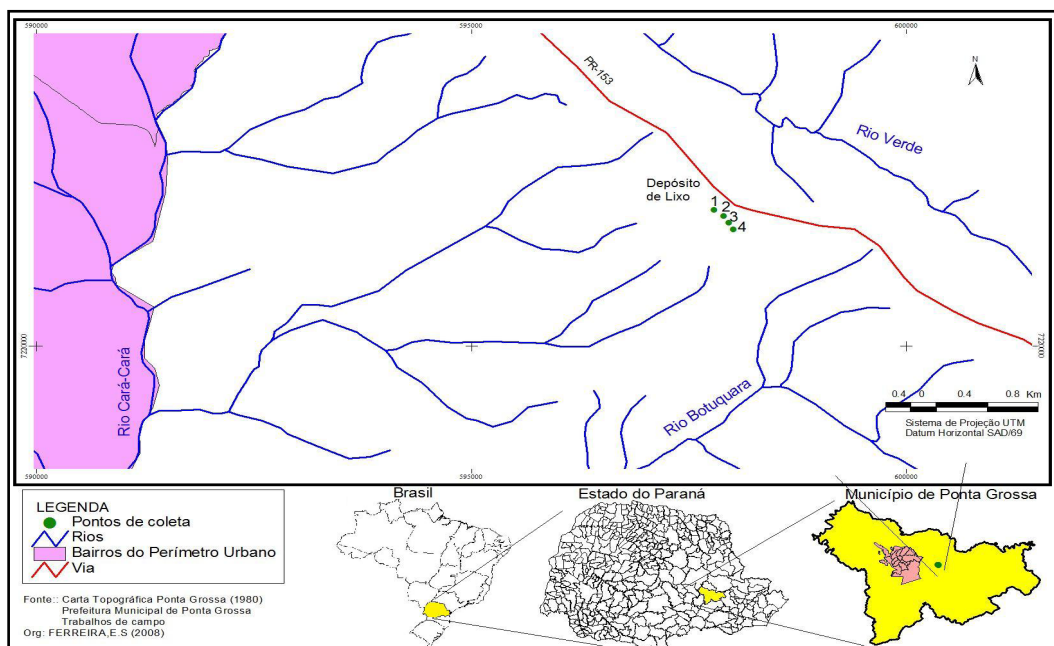 590000
595000
600000
PR-153
N
Rio Verde
Depósito
de Lixo
1
2
3
4
7220000
7220000
Rio Cará-Cará
Rio Botuquara
0.4 0 0.4 0.8 Km
Sistema de Projeção UTM
Datum Horizontal SAD/69
590000
595000
600000
LEGENDA
Pontos de coleta
Rios
Bairros do Perímetro Urbano
Via
Fonte:: Carta Topográfica Ponta Grossa (1980)
Prefeitura Municipal de Ponta Grossa
Trabalhos de campo
Org: FERREIRA,E.S (2008)
Brasil
Estado do Paraná
Município de Ponta Grossa